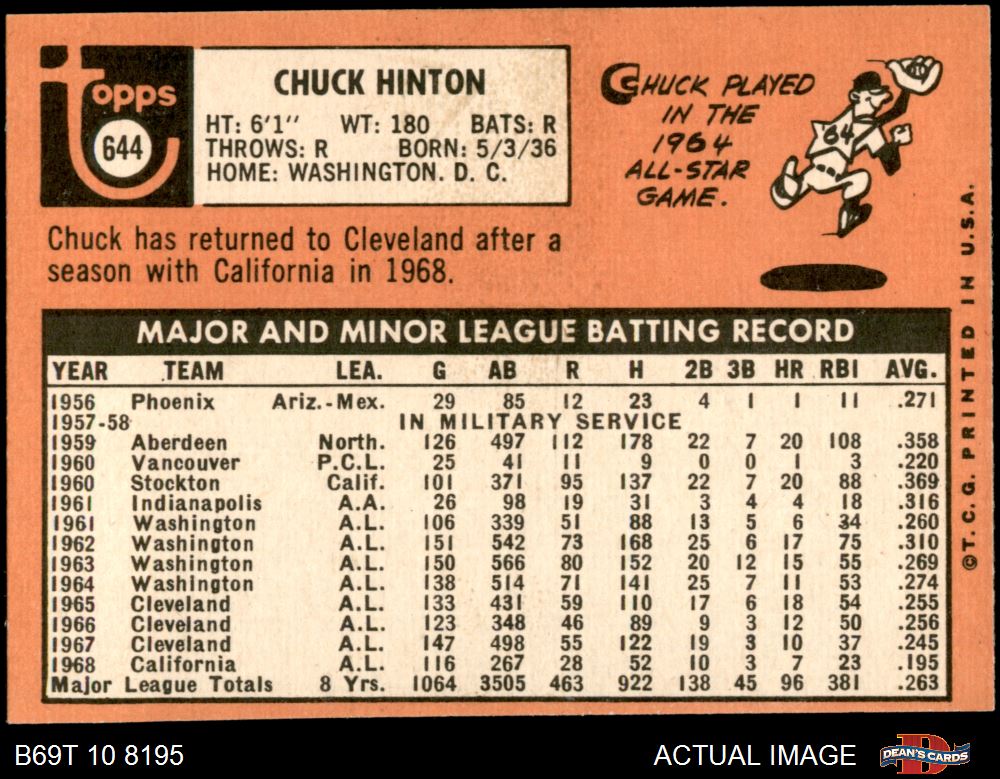 Topps
644
CHUCK HINTON
HT: 6'1" WT: 180 BATS: R
THROWS: R BORN: 5/3/36
HOME: WASHINGTON. D. C.
CHUCK PLAYED
IN THE
1964
ALL-STAR
GAME.
64
Chuck has returned to Cleveland after a
season with California in 1968.
MAJOR AND MINOR LEAGUE BATTING RECORD
YEAR TEAM LEA. G AB R H 2B 3B HR RBI AVG.
1956 Phoenix Ariz.-Mex. 29 85 12 23 4 1 1 11 .271
1957-58 IN MILITARY SERVICE
1959 Aberdeen North. 126 497 112 178 22 7 20 108 .358
1960 Vancouver P.C.L. 25 41 11 9 0 0 1 3 .220
1960 Stockton Calif. 101 371 95 137 22 7 20 88 .369
1961 Indianapolis A.A. 26 98 19 31 3 4 4 18 .316
1961 Washington A.L. 106 339 51 88 13 5 6 34 .260
1962 Washington A.L. 151 542 73 168 25 6 17 75 .310
1963 Washington A.L. 150 566 80 152 20 12 15 55 .269
1964 Washington A.L. 138 514 71 141 25 7 11 53 .274
1965 Cleveland A.L. 133 431 59 110 17 6 18 54 .255
1966 Cleveland A.L. 123 348 46 89 9 3 12 50 .256
1967 Cleveland A.L. 147 498 55 122 19 3 10 37 .245
1968 California A.L. 116 267 28 52 10 3 7 23 .195
Major League Totals 8 Yrs. 1064 3505 463 922 138 45 96 381 .263
©T. C. G. PRINTED IN U.S.A.
B69T 10 8195
ACTUAL IMAGE
DEAN'S CARDS